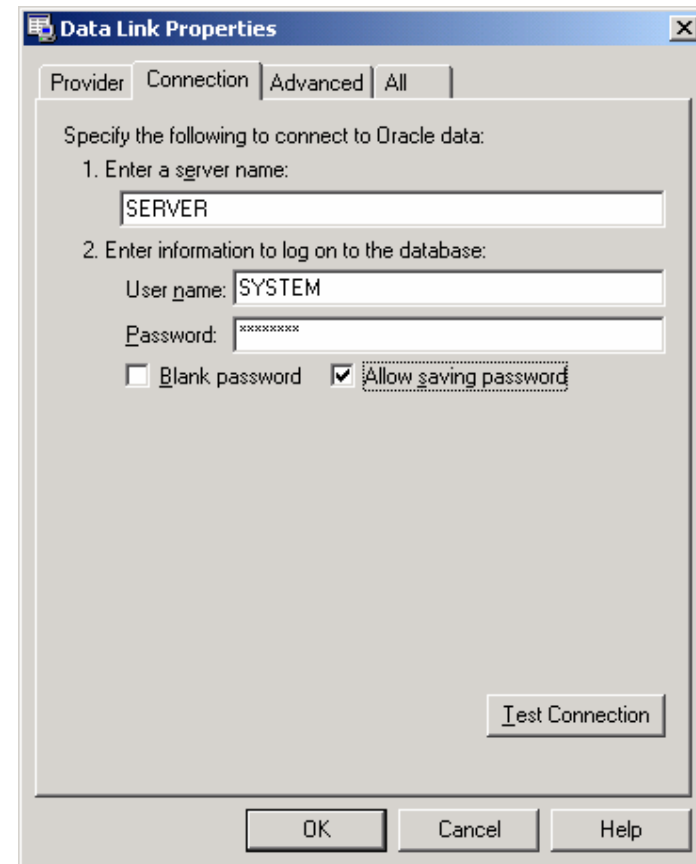 Data Link Properties
Provider Connection Advanced All
Specify the following to connect to Oracle data:
1. Enter a server name:
SERVER
2. Enter information to log on to the database:
User name: SYSTEM
Password: ********
Blank password Allow saving password
Test Connection
OK Cancel Help